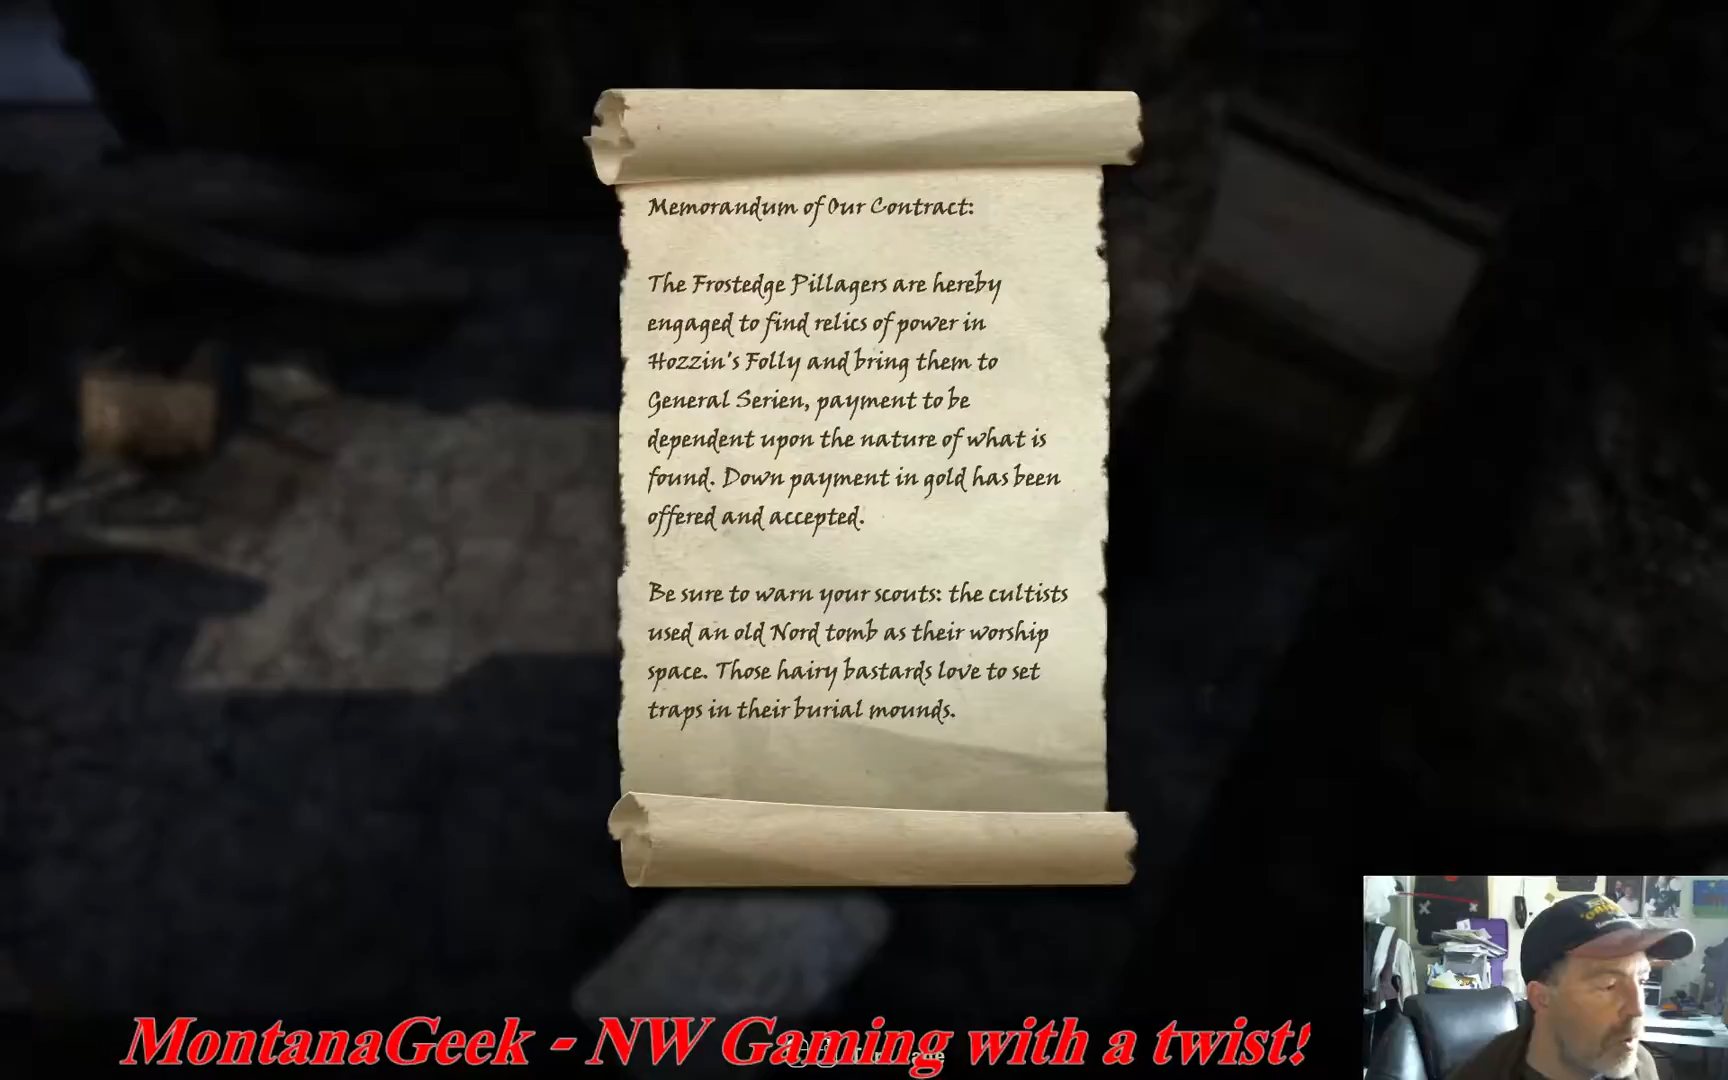 Memorandum of Our Contract:
The Frostedge Pillagers are hereby
engaged to find relics of power in
Hozzin's Folly and bring them to
General Serien, payment to be
dependent upon the nature of what is
found. Down payment in gold has been
offered and accepted.
Be sure to warn your scouts: the cultists
used an old Nord tomb as their worship
space. Those hairy bastards love to set
traps in their burial mounds.
MontanaGeek - NW Gaming with a twist!